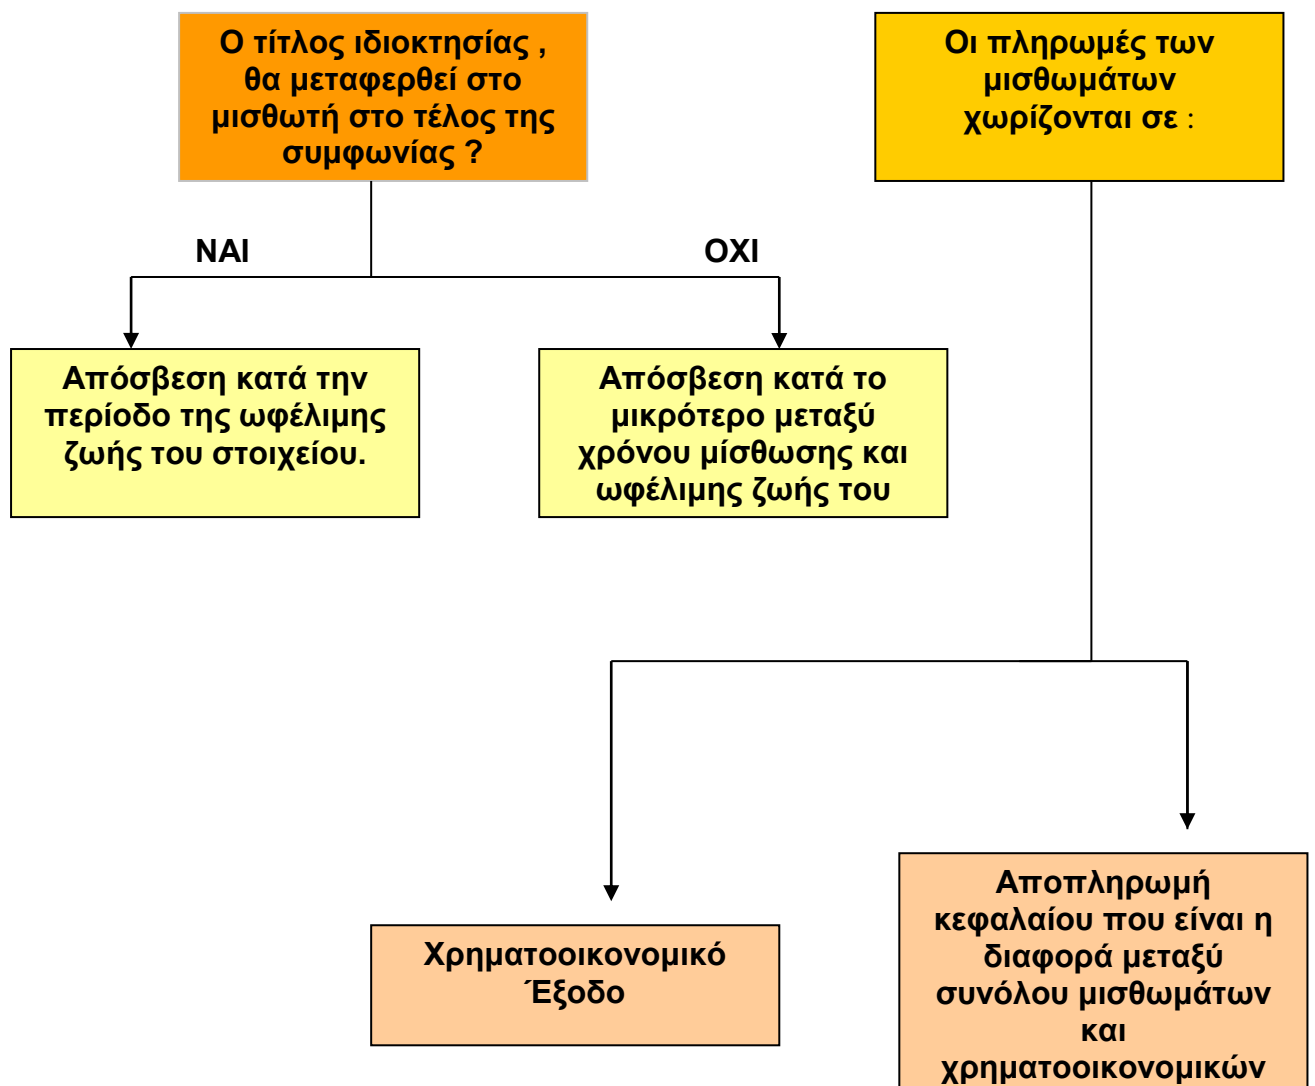 Ο τίτλος ιδιοκτησίας ,
θα μεταφερθεί στο
μισθωτή στο τέλος της
συμφωνίας ?
Οι πληρωμές των
μισθωμάτων
χωρίζονται σε :
ΝΑΙ
ΟΧΙ
Απόσβεση κατά την
περίοδο της ωφέλιμης
ζωής του στοιχείου.
Απόσβεση κατά το
μικρότερο μεταξύ
χρόνου μίσθωσης και
ωφέλιμης ζωής του
Χρηματοοικονομικό
Έξοδο
Αποπληρωμή
κεφαλαίου που είναι η
διαφορά μεταξύ
συνόλου μισθωμάτων
και
χρηματοοικονομικών